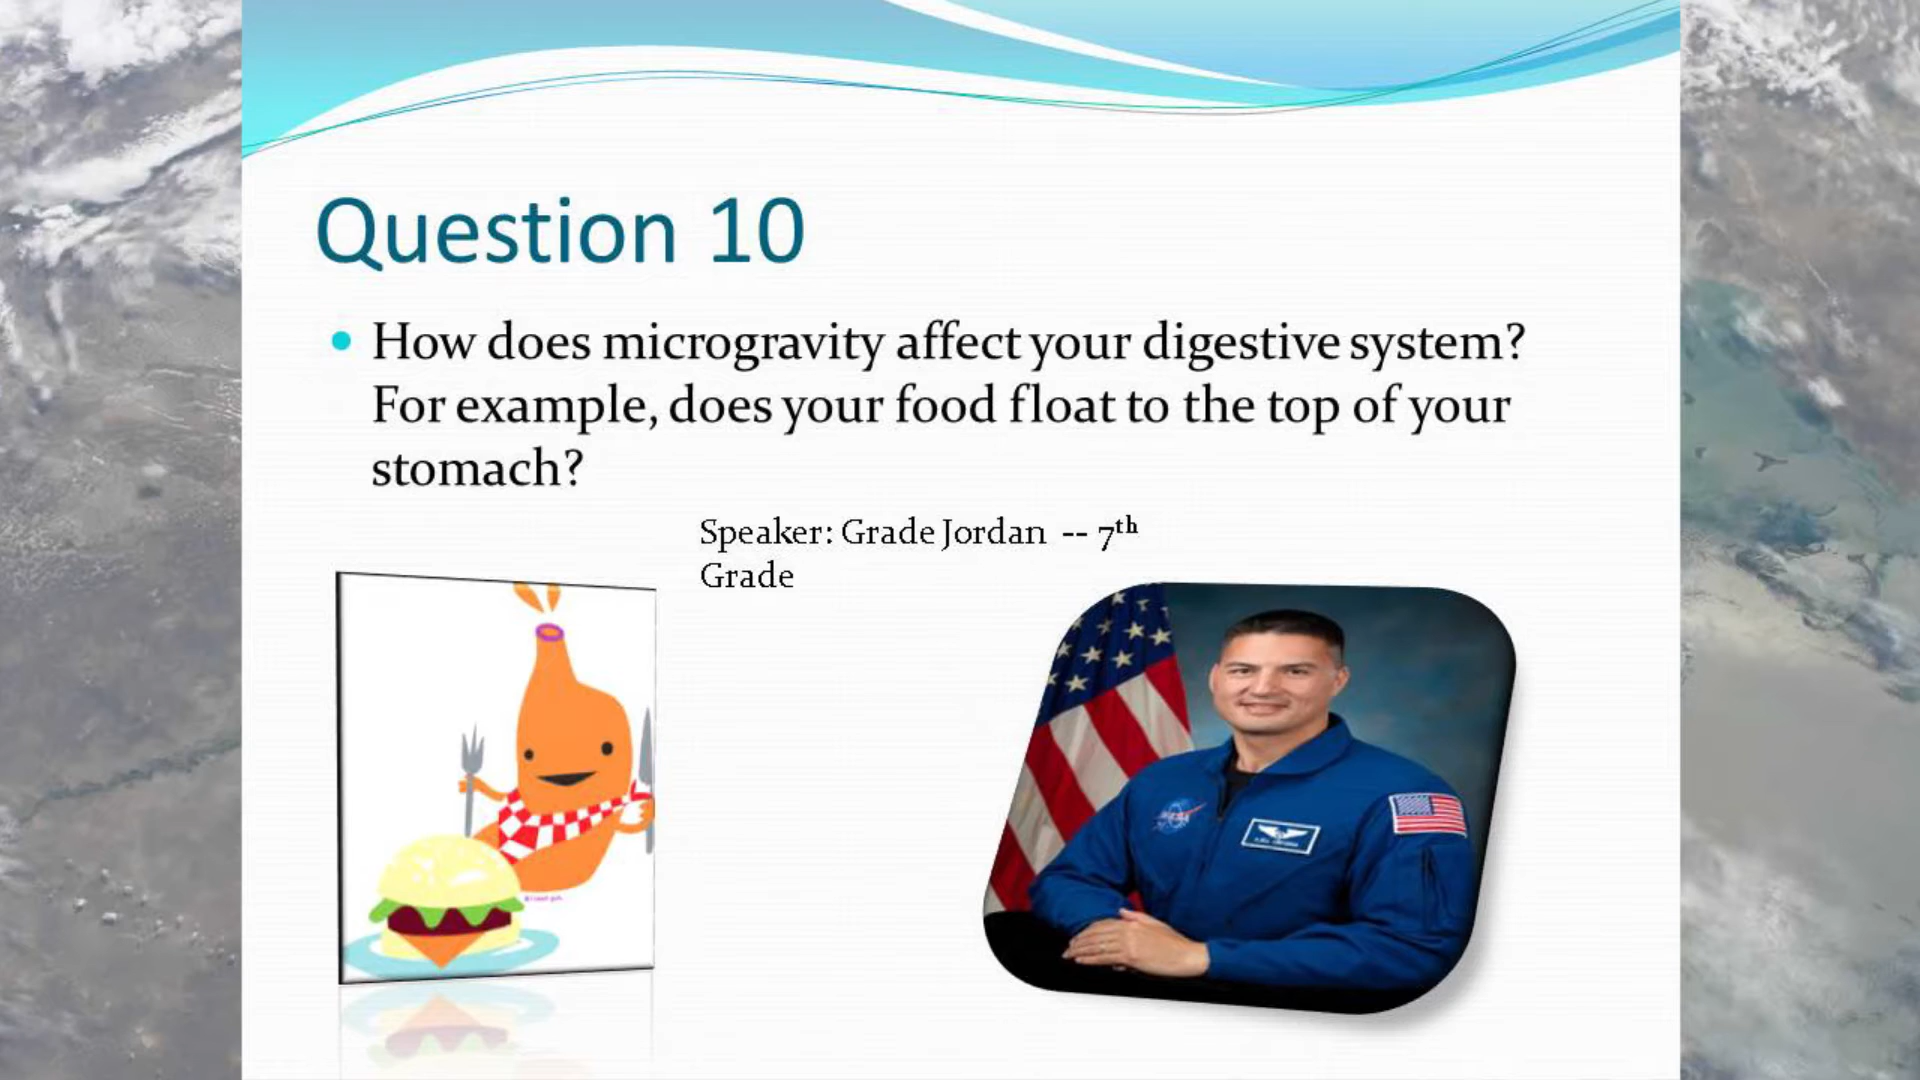 Question 10
How does microgravity affect your digestive system?
For example, does your food float to the top of your
stomach?
Speaker: Grade Jordan -- 7th
Grade
NASA